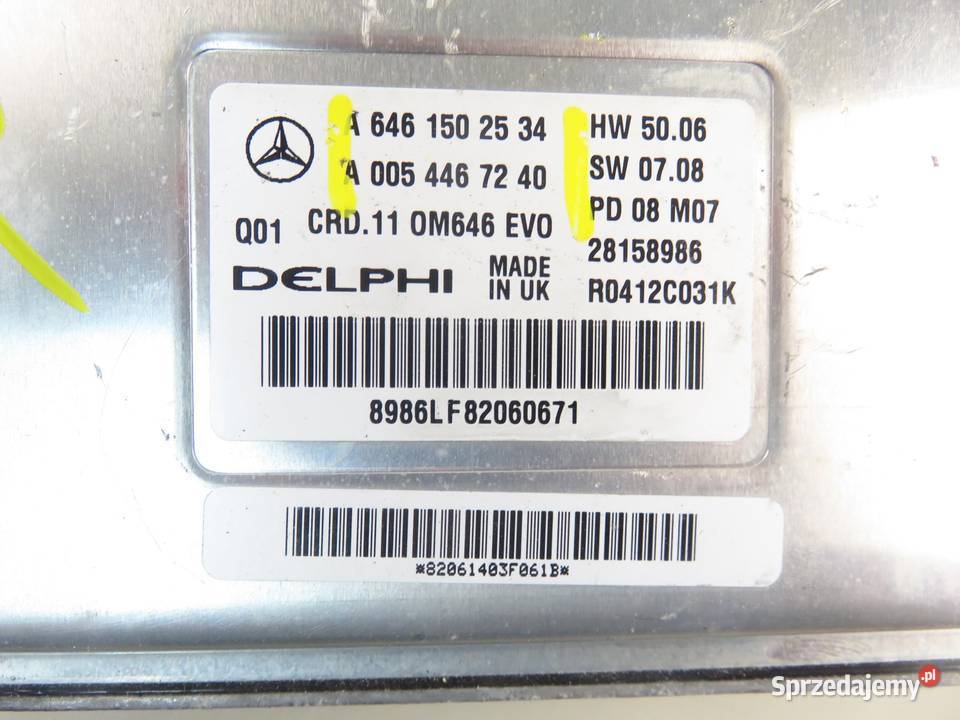 A 646 150 25 34 HW 50.06
A 005 446 72 40 SW 07.08
Q01 CRD.11 OM646 EVO PD 08 M07
28158986
DELPHI MADE IN UK R0412C031K
8986LF82060671
*82061403F061B*
Sprzedajemy.pl